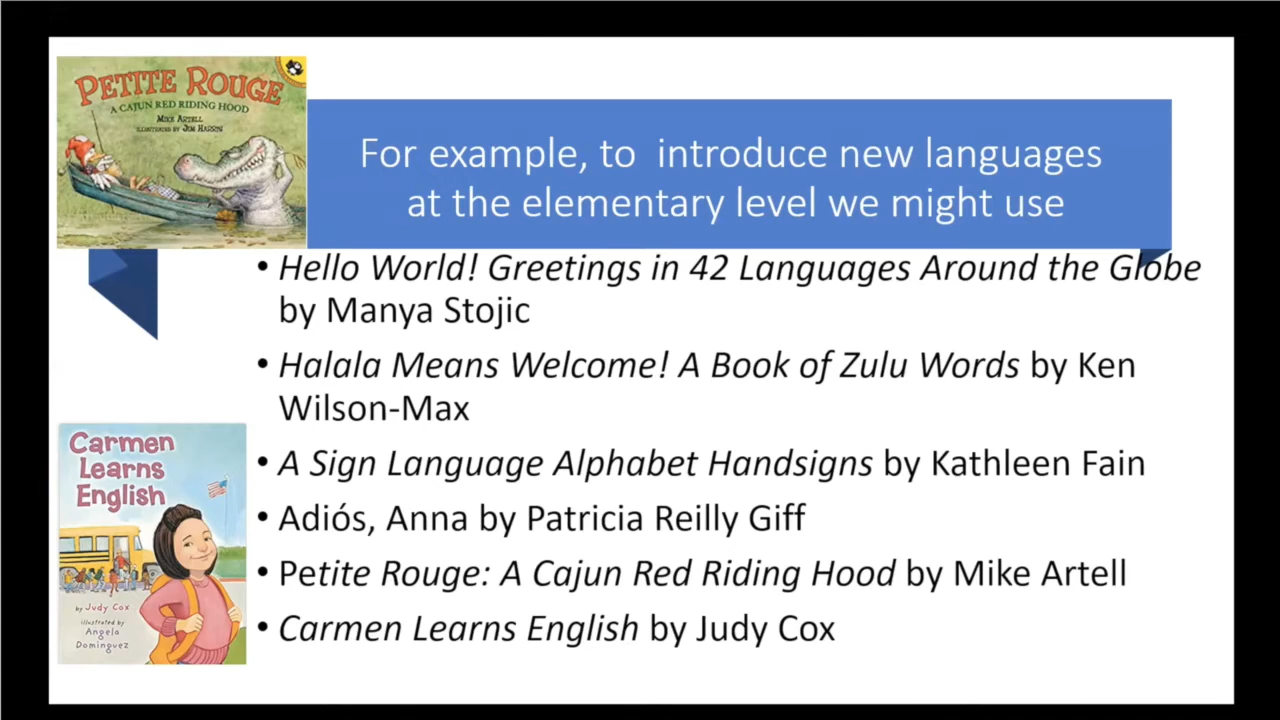 PETITE ROUGE
A CAJUN RED RIDING HOOD
MIKE ARTELL
ILLUSTRATED BY JIM HARRIS
For example, to introduce new languages
at the elementary level we might use
• Hello World! Greetings in 42 Languages Around the Globe
by Manya Stojic
• Halala Means Welcome! A Book of Zulu Words by Ken
Wilson-Max
• A Sign Language Alphabet Handsigns by Kathleen Fain
• Adiós, Anna by Patricia Reilly Giff
• Petite Rouge: A Cajun Red Riding Hood by Mike Artell
• Carmen Learns English by Judy Cox
Carmen
Learns
English
by Judy Cox
illustrated by
Angela
Dominguez